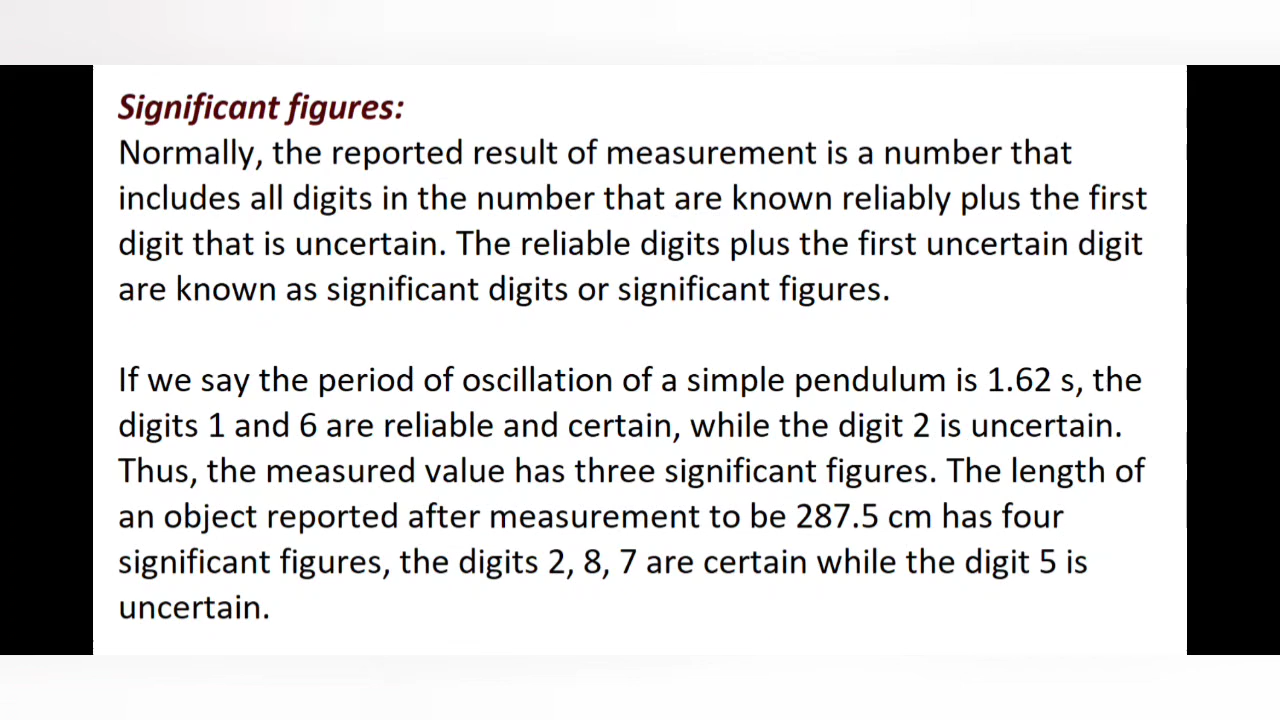 Significant figures:
Normally, the reported result of measurement is a number that
includes all digits in the number that are known reliably plus the first
digit that is uncertain. The reliable digits plus the first uncertain digit
are known as significant digits or significant figures.
If we say the period of oscillation of a simple pendulum is 1.62 s, the
digits 1 and 6 are reliable and certain, while the digit 2 is uncertain.
Thus, the measured value has three significant figures. The length of
an object reported after measurement to be 287.5 cm has four
significant figures, the digits 2, 8, 7 are certain while the digit 5 is
uncertain.